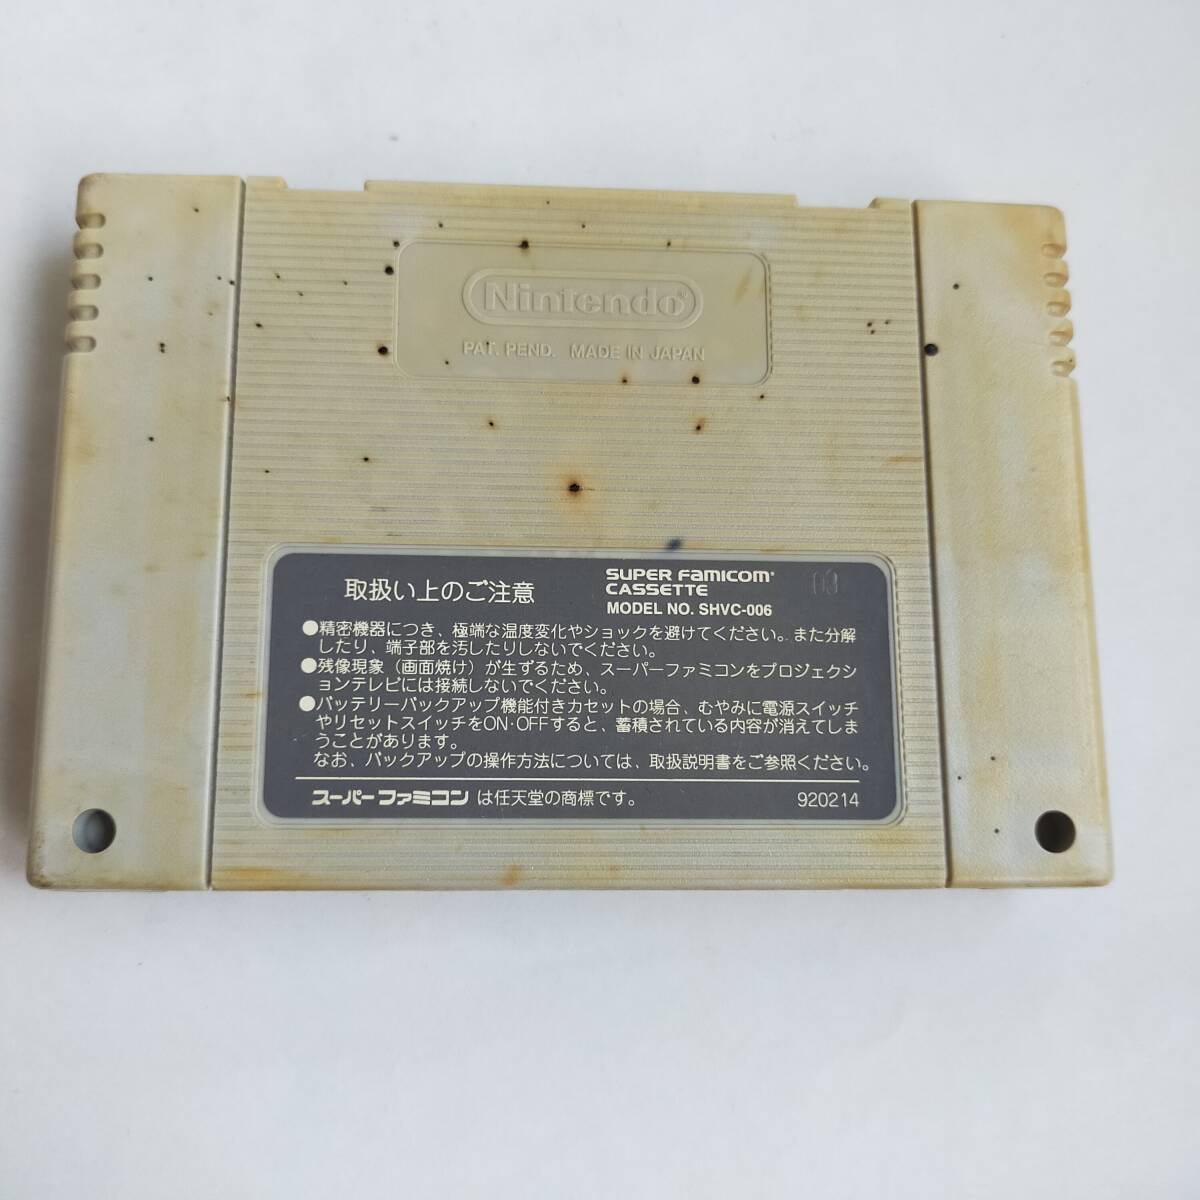 Nintendo®
PAT. PEND. MADE IN JAPAN
取扱い上のご注意
SUPER FAMICOM®
CASSETTE
MODEL NO. SHVC-006
03
●精密機器につき、極端な温度変化やショックを避けてください。また分解
したり、端子部を汚したりしないでください。
●残像現象（画面焼け）が生ずるため、スーパーファミコンをプロジェクシ
ョンテレビには接続しないでください。
●バッテリーバックアップ機能付きカセットの場合、むやみに電源スイッチ
やリセットスイッチをON・OFFすると、蓄積されている内容が消えてしま
うことがあります。
なお、バックアップの操作方法については、取扱説明書をご参照ください。
スーパーファミコン は任天堂の商標です。
920214